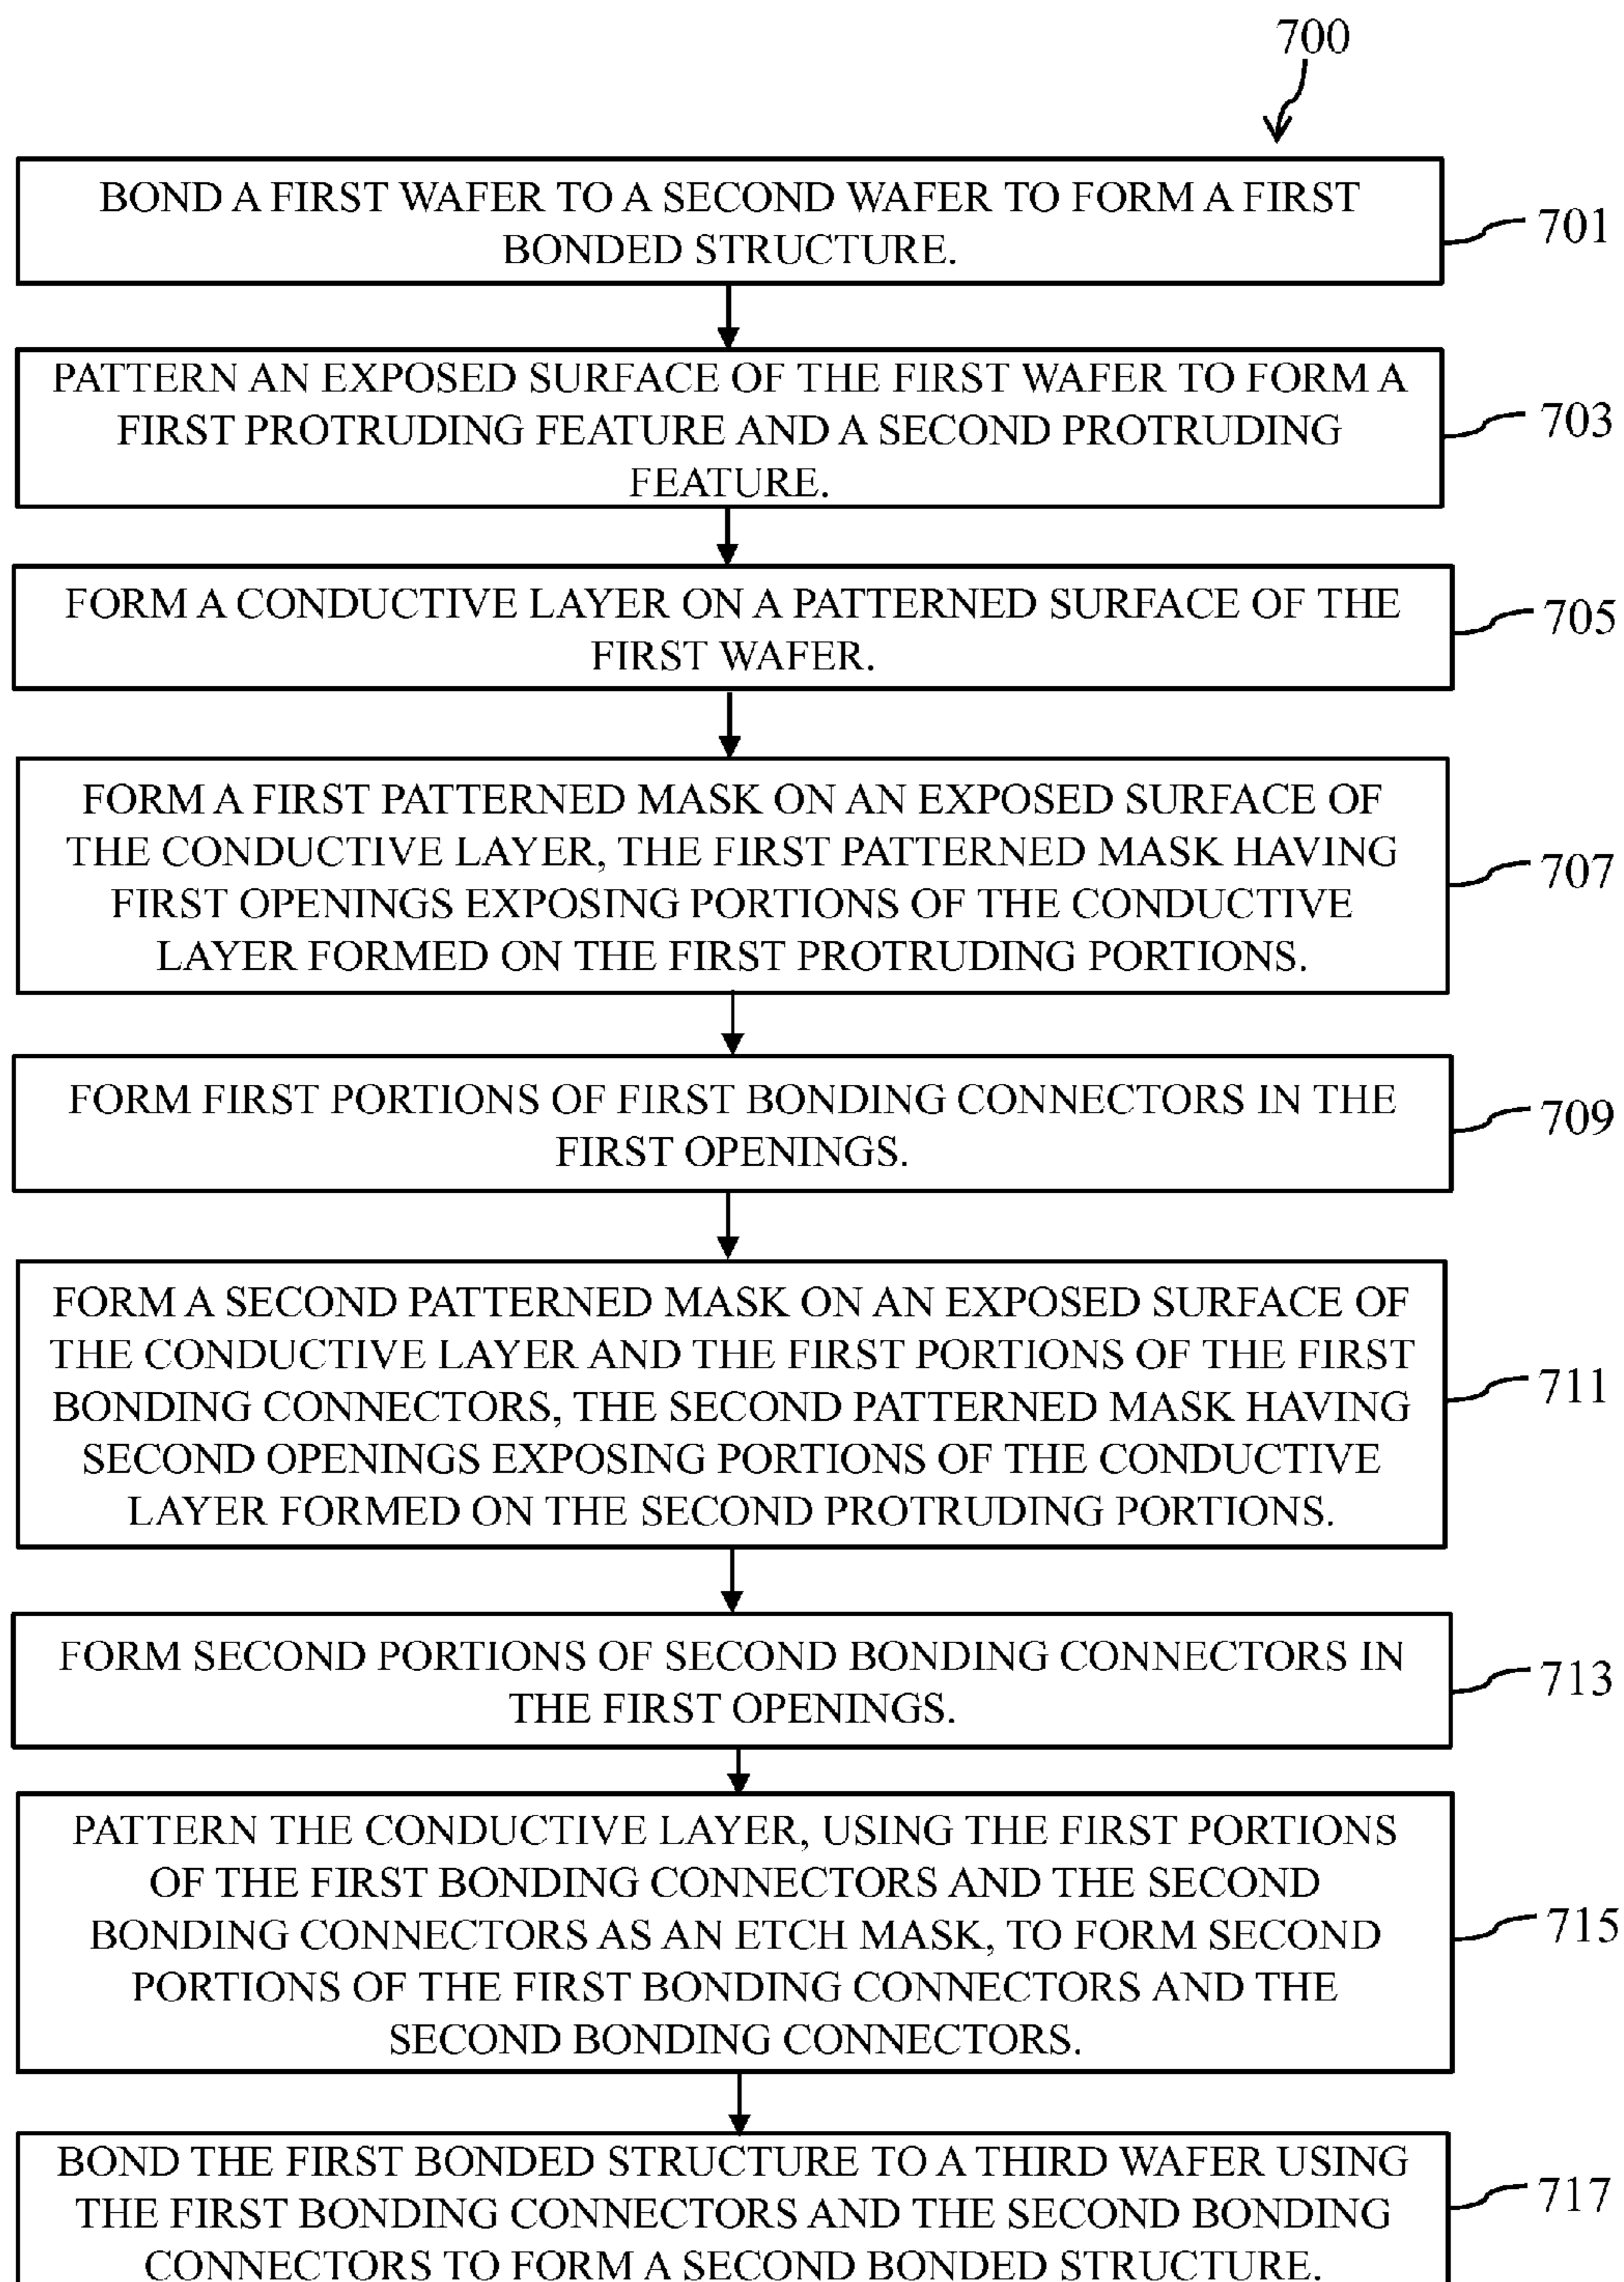 700
BOND A FIRST WAFER TO A SECOND WAFER TO FORM A FIRST
BONDED STRUCTURE.
701
PATTERN AN EXPOSED SURFACE OF THE FIRST WAFER TO FORM A
FIRST PROTRUDING FEATURE AND A SECOND PROTRUDING
FEATURE.
703
FORM A CONDUCTIVE LAYER ON A PATTERNED SURFACE OF THE
FIRST WAFER.
705
FORM A FIRST PATTERNED MASK ON AN EXPOSED SURFACE OF
THE CONDUCTIVE LAYER, THE FIRST PATTERNED MASK HAVING
FIRST OPENINGS EXPOSING PORTIONS OF THE CONDUCTIVE
LAYER FORMED ON THE FIRST PROTRUDING PORTIONS.
707
FORM FIRST PORTIONS OF FIRST BONDING CONNECTORS IN THE
FIRST OPENINGS.
709
FORM A SECOND PATTERNED MASK ON AN EXPOSED SURFACE OF
THE CONDUCTIVE LAYER AND THE FIRST PORTIONS OF THE FIRST
BONDING CONNECTORS, THE SECOND PATTERNED MASK HAVING
SECOND OPENINGS EXPOSING PORTIONS OF THE CONDUCTIVE
LAYER FORMED ON THE SECOND PROTRUDING PORTIONS.
711
FORM SECOND PORTIONS OF SECOND BONDING CONNECTORS IN
THE FIRST OPENINGS.
713
PATTERN THE CONDUCTIVE LAYER, USING THE FIRST PORTIONS
OF THE FIRST BONDING CONNECTORS AND THE SECOND
BONDING CONNECTORS AS AN ETCH MASK, TO FORM SECOND
PORTIONS OF THE FIRST BONDING CONNECTORS AND THE
SECOND BONDING CONNECTORS.
715
BOND THE FIRST BONDED STRUCTURE TO A THIRD WAFER USING
THE FIRST BONDING CONNECTORS AND THE SECOND BONDING
CONNECTORS TO FORM A SECOND BONDED STRUCTURE.
717